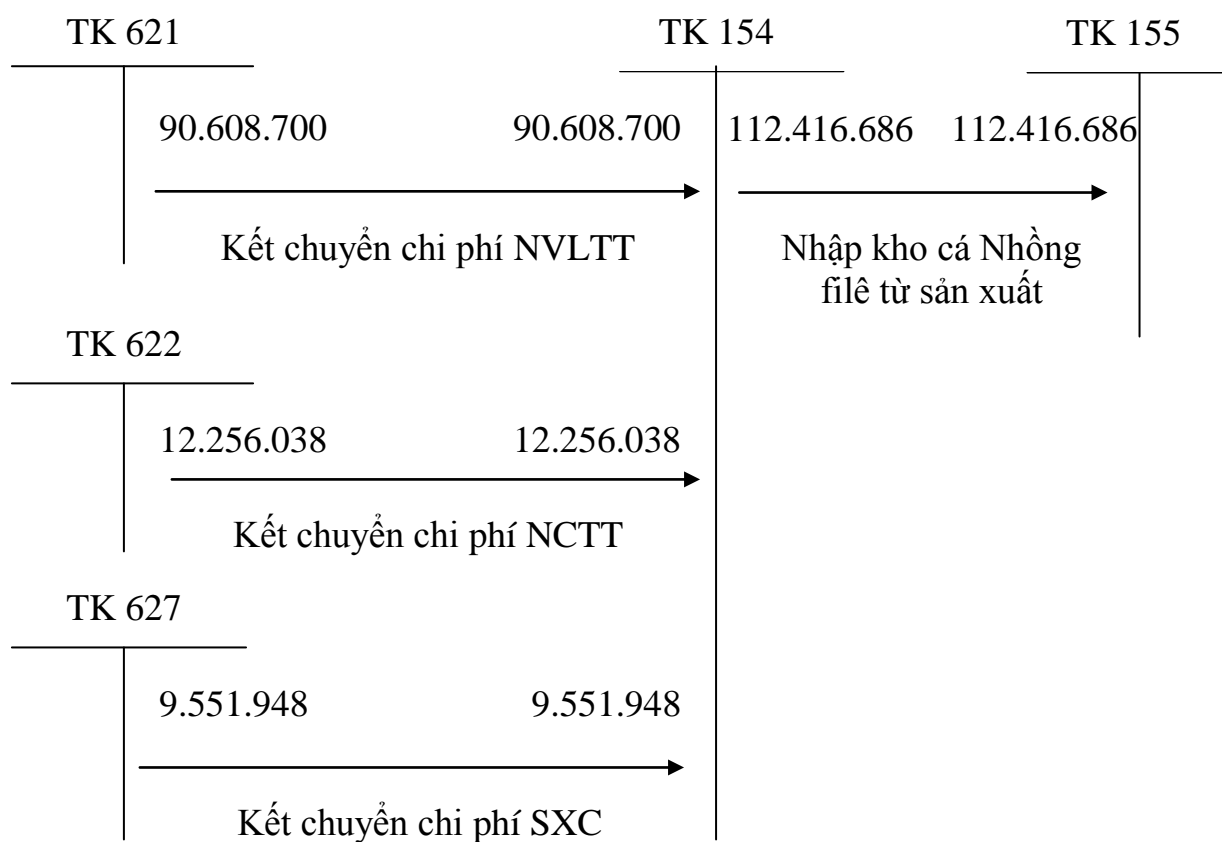 TK 621 TK 154 TK 155
90.608.700 90.608.700 112.416.686 112.416.686
Kết chuyển chi phí NVLTT Nhập kho cá Nhồng
filê từ sản xuất
TK 622
12.256.038 12.256.038
Kết chuyển chi phí NCTT
TK 627
9.551.948 9.551.948
Kết chuyển chi phí SXC